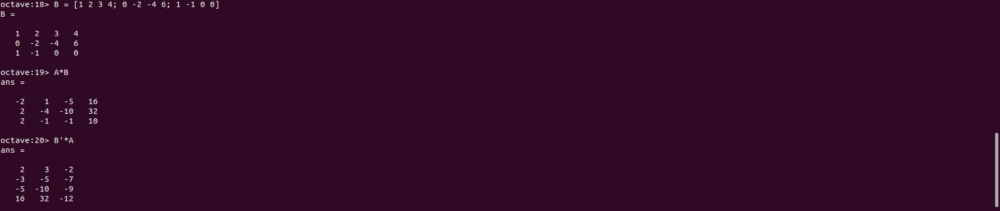 octave:18> B = [1 2 3 4; 0 -2 -4 6; 1 -1 0 0]
B =
1 2 3 4
0 -2 -4 6
1 -1 0 0
octave:19> A*B
ans =
-2 1 -5 16
2 -4 -10 32
2 -1 -1 10
octave:20> B'*A
ans =
2 3 -2
-3 -5 -7
-5 -10 -9
16 32 -12